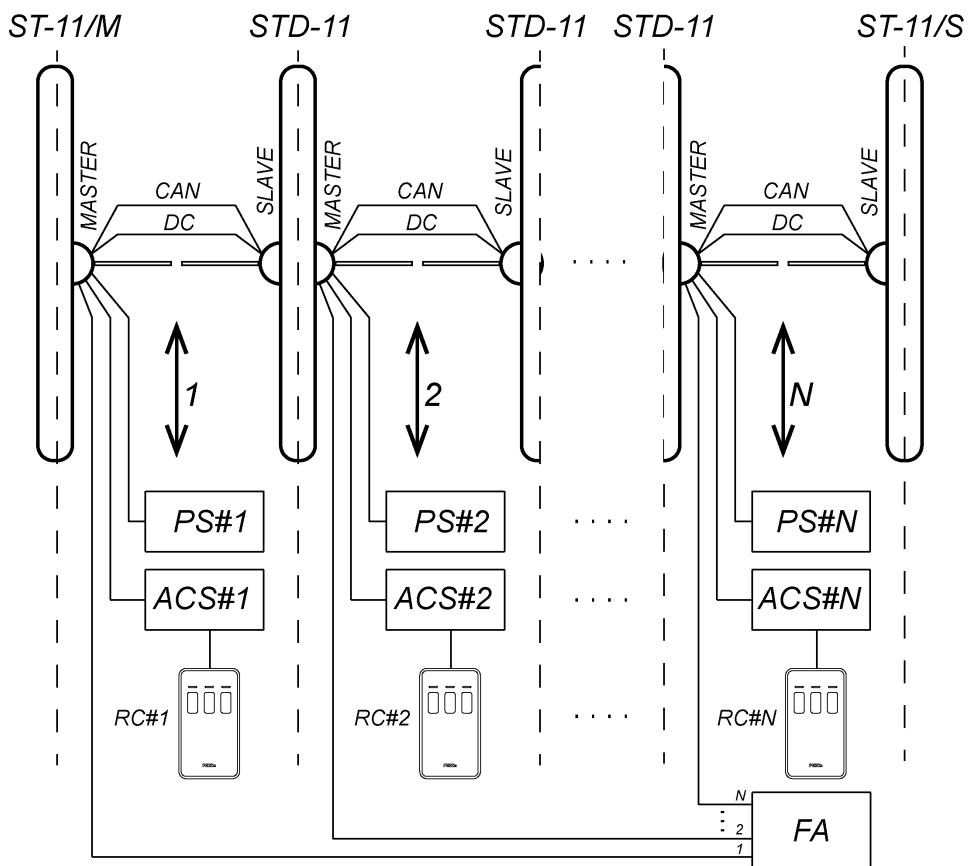 ST-11/M STD-11 STD-11 STD-11 ST-11/S
MASTER CAN DC SLAVE MASTER CAN DC SLAVE MASTER CAN DC SLAVE
1 2 N
PS#1 PS#2 PS#N
ACS#1 ACS#2 ACS#N
RC#1 RC#2 RC#N
N
2
1
FA